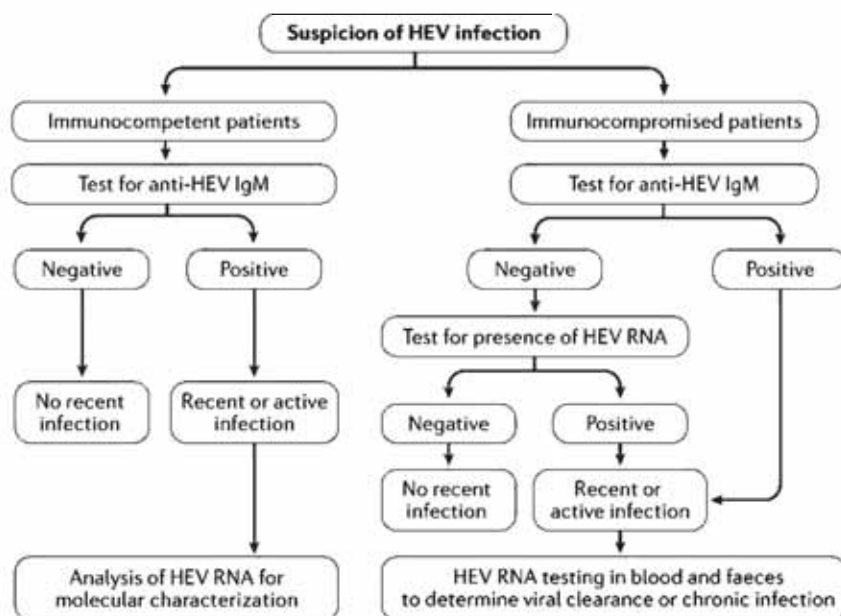 Suspicion of HEV infection
Immunocompetent patients
Immunocompromised patients
Test for anti-HEV IgM
Test for anti-HEV IgM
Negative
Positive
Negative
Positive
Test for presence of HEV RNA
No recent
infection
Recent or active
infection
Negative
Positive
No recent
infection
Recent or
active infection
Analysis of HEV RNA for
molecular characterization
HEV RNA testing in blood and faeces
to determine viral clearance or chronic infection